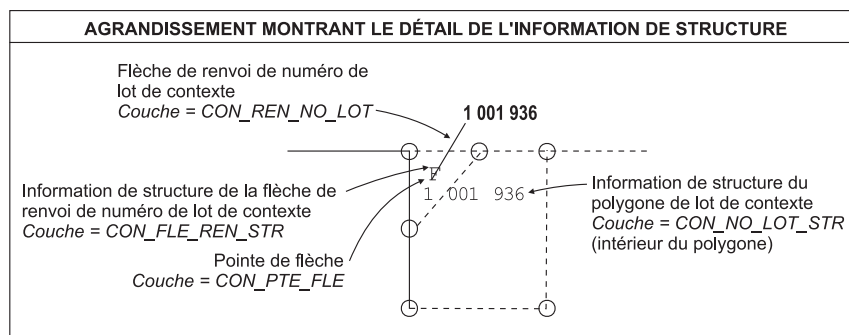 AGRANDISSEMENT MONTRANT LE DÉTAIL DE L'INFORMATION DE STRUCTURE
Flèche de renvoi de numéro de
lot de contexte
Couche = CON_REN_NO_LOT
1 001 936
F
1 001 936
Information de structure de la flèche de
renvoi de numéro de lot de contexte
Couche = CON_FLE_REN_STR
Information de structure du
polygone de lot de contexte
Couche = CON_NO_LOT_STR
(intérieur du polygone)
Pointe de flèche
Couche = CON_PTE_FLE